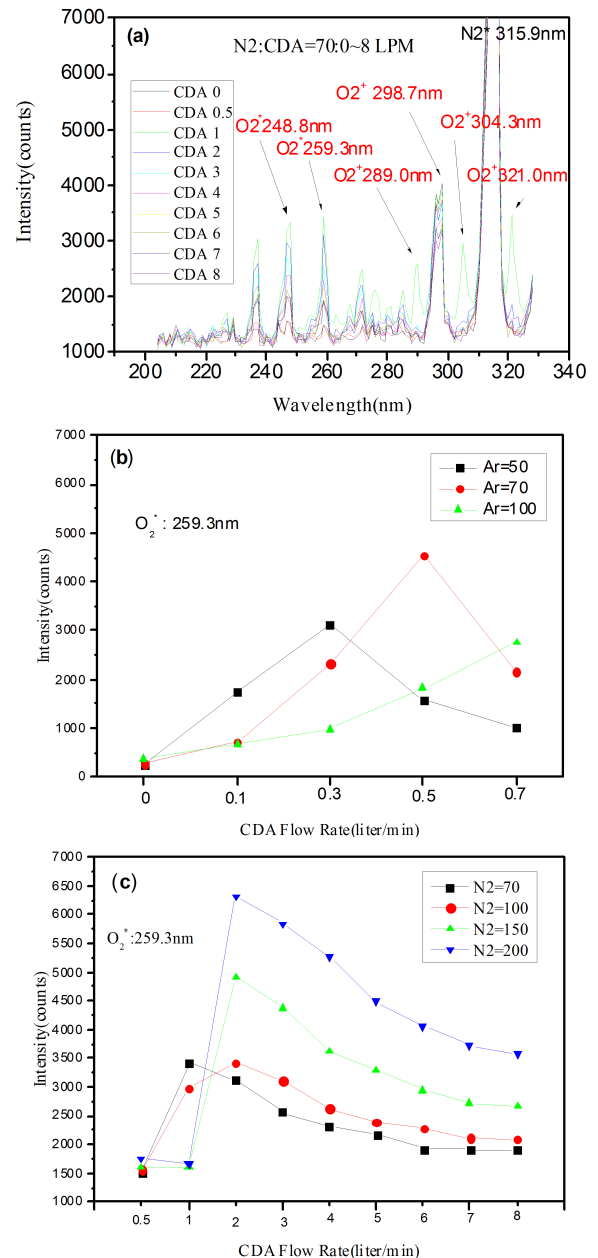 (a)
N2:CDA=70:0~8 LPM
N2* 315.9nm
CDA 0
CDA 0.5
CDA 1
CDA 2
CDA 3
CDA 4
CDA 5
CDA 6
CDA 7
CDA 8
O2* 248.8nm
O2* 259.3nm
O2+ 289.0nm
O2+ 298.7nm
O2+ 304.3nm
O2+ 321.0nm
7000
6000
5000
4000
3000
2000
1000
Intensity(counts)
200 220 240 260 280 300 320 340
Wavelength(nm)
(b)
O2*: 259.3nm
Ar=50
Ar=70
Ar=100
7000
6000
5000
4000
3000
2000
1000
0
Intensity(counts)
0 0.1 0.3 0.5 0.7
CDA Flow Rate(liter/min)
(c)
O2*:259.3nm
N2=70
N2=100
N2=150
N2=200
7000
6500
6000
5500
5000
4500
4000
3500
3000
2500
2000
1500
1000
Intensity(counts)
0.5 1 2 3 4 5 6 7 8
CDA Flow Rate(liter/min)